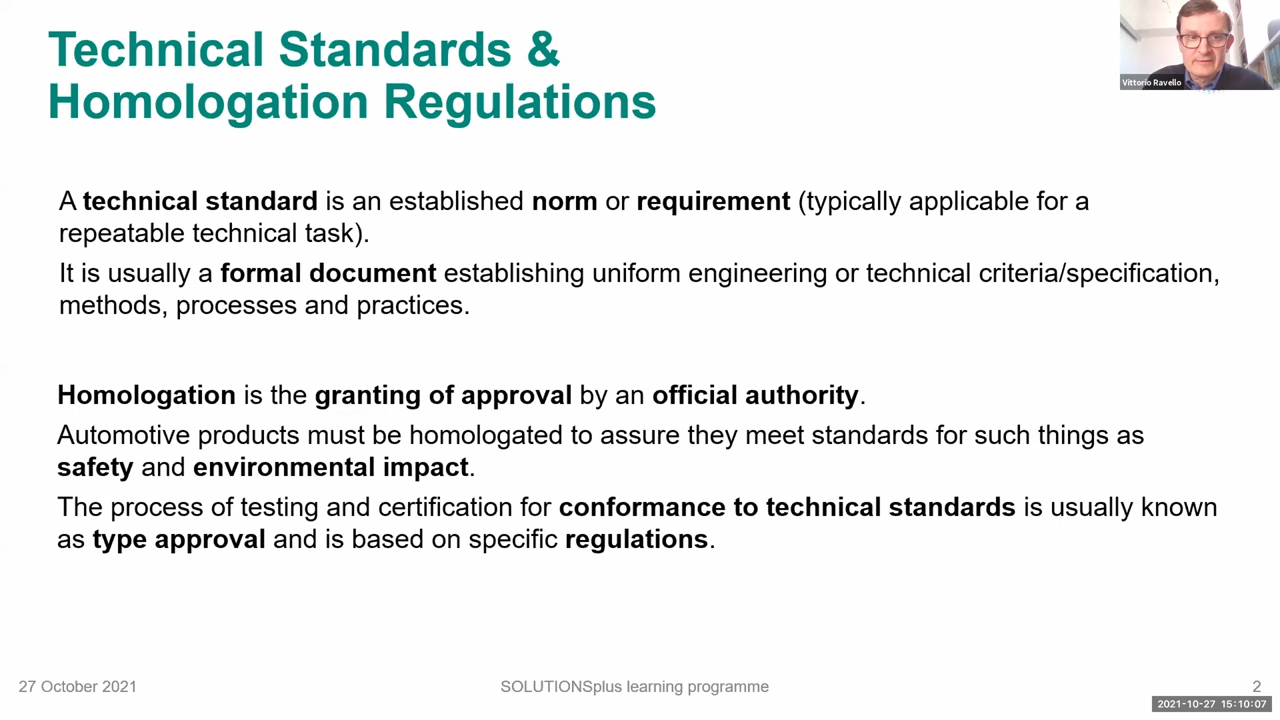 Technical Standards &
Homologation Regulations
Vittorio Ravello
A technical standard is an established norm or requirement (typically applicable for a
repeatable technical task).
It is usually a formal document establishing uniform engineering or technical criteria/specification,
methods, processes and practices.
Homologation is the granting of approval by an official authority.
Automotive products must be homologated to assure they meet standards for such things as
safety and environmental impact.
The process of testing and certification for conformance to technical standards is usually known
as type approval and is based on specific regulations.
27 October 2021
SOLUTIONSplus learning programme
2
2021-10-27 15:10:07